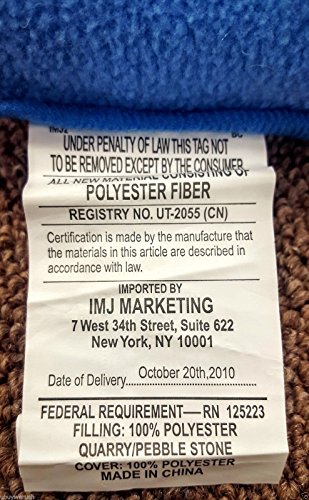 UNDER PENALTY OF LAW THIS TAG NOT
TO BE REMOVED EXCEPT BY THE CONSUMER
ALL NEW MATERIAL CONSISTING OF
POLYESTER FIBER
REGISTRY NO. UT-2055 (CN)
Certification is made by the manufacture that
the materials in this article are described in
accordance with law.
IMPORTED BY
IMJ MARKETING
7 West 34th Street, Suite 622
New York, NY 10001
Date of Delivery......October 20th,2010......
FEDERAL REQUIREMENT—RN 125223
FILLING: 100% POLYESTER
QUARRY/PEBBLE STONE
COVER: 100% POLYESTER
MADE IN CHINA